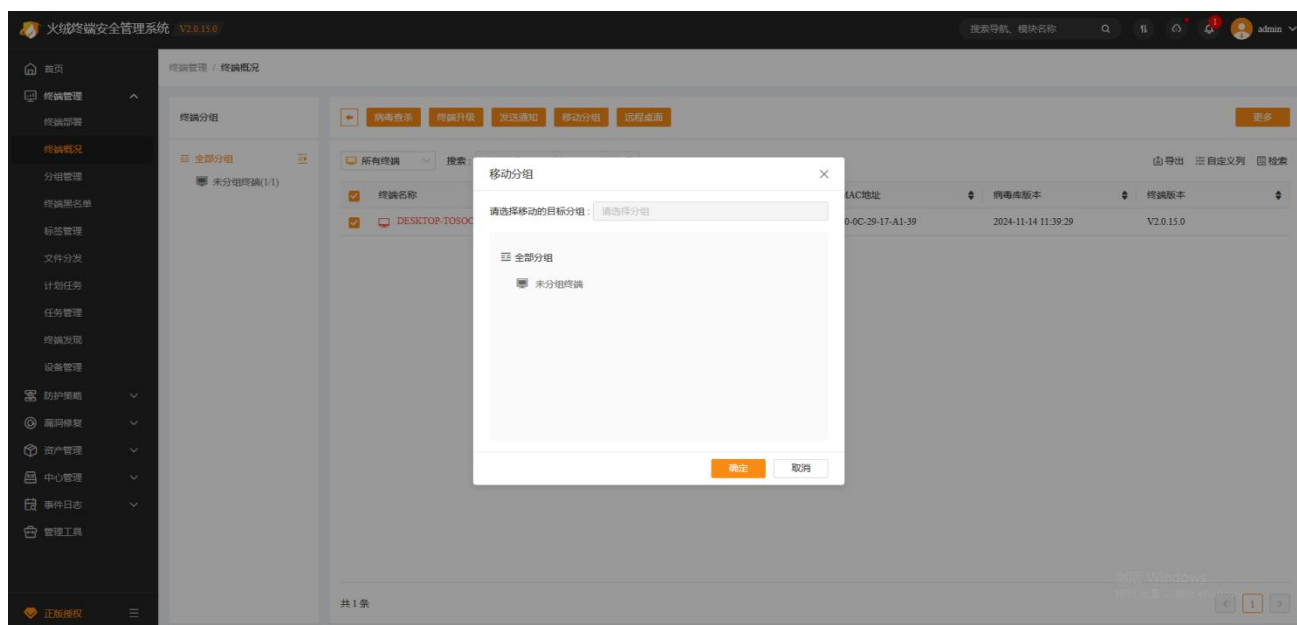 火绒终端安全管理系统 V2.0.15.0
搜索导航、模块名称
1
admin
首页
终端管理
终端部署
终端概况
分组管理
终端黑名单
标签管理
文件分发
计划任务
任务管理
终端发现
设备管理
防护策略
漏洞修复
资产管理
中心管理
事件日志
管理工具
正版授权
终端管理 / 终端概况
终端分组
全部分组
未分组终端(1/1)
病毒查杀 终端升级 发送通知 移动分组 远程桌面 更多
所有终端 搜索:
导出 自定义列 检索
终端名称 MAC地址 病毒库版本 终端版本
DESKTOP-TOSOC 0-0C-29-17-A1-39 2024-11-14 11:39:29 V2.0.15.0
移动分组
请选择移动的目标分组: 请选择分组
全部分组
未分组终端
确定 取消
共 1 条
激活 Windows
1